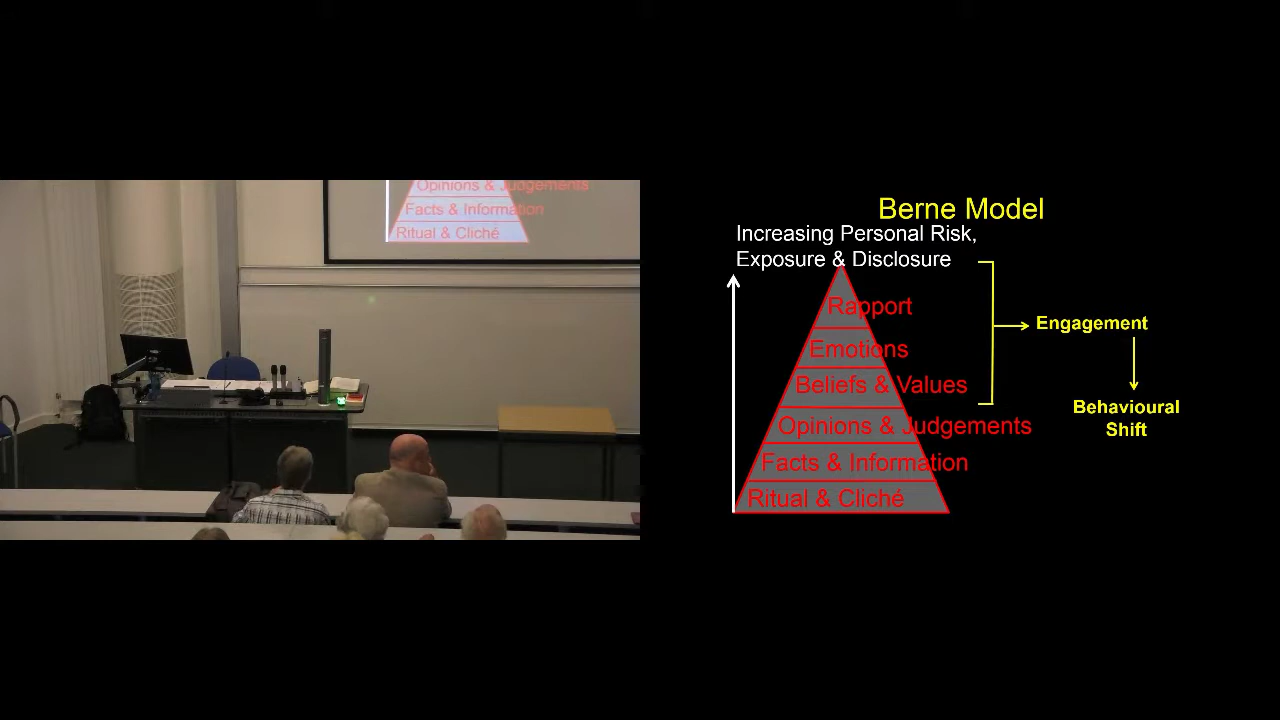 Opinions & Judgements
Facts & Information
Ritual & Cliché
Berne Model
Increasing Personal Risk,
Exposure & Disclosure
Rapport
Emotions
Beliefs & Values
Opinions & Judgements
Facts & Information
Ritual & Cliché
Engagement
Behavioural
Shift